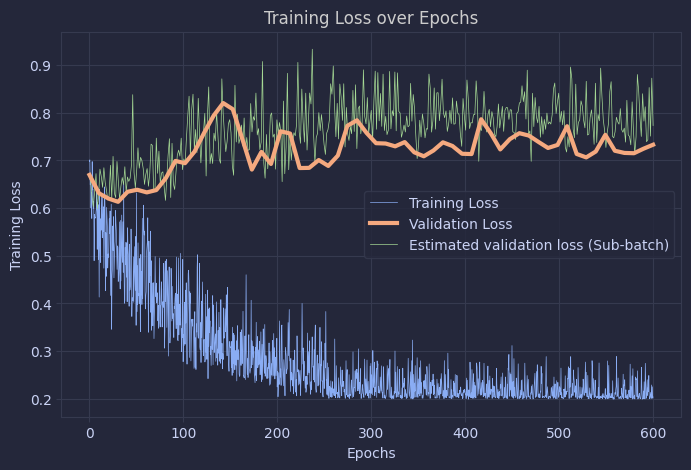 Training Loss over Epochs
Training Loss
0.9
0.8
0.7
0.6
0.5
0.4
0.3
0.2
Training Loss
Validation Loss
Estimated validation loss (Sub-batch)
0
100
200
300
400
500
600
Epochs